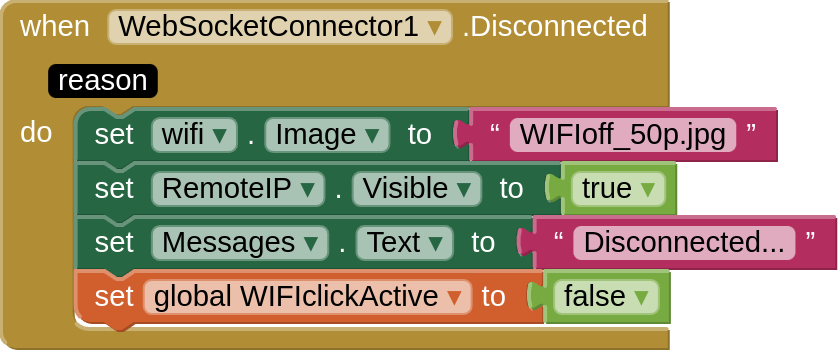 when WebSocketConnector1 ▾ .Disconnected
reason
do set wifi ▾ . Image ▾ to “ WIFIoff_50p.jpg ”
set RemoteIP ▾ . Visible ▾ to true ▾
set Messages ▾ . Text ▾ to “ Disconnected... ”
set global WIFIclickActive ▾ to false ▾